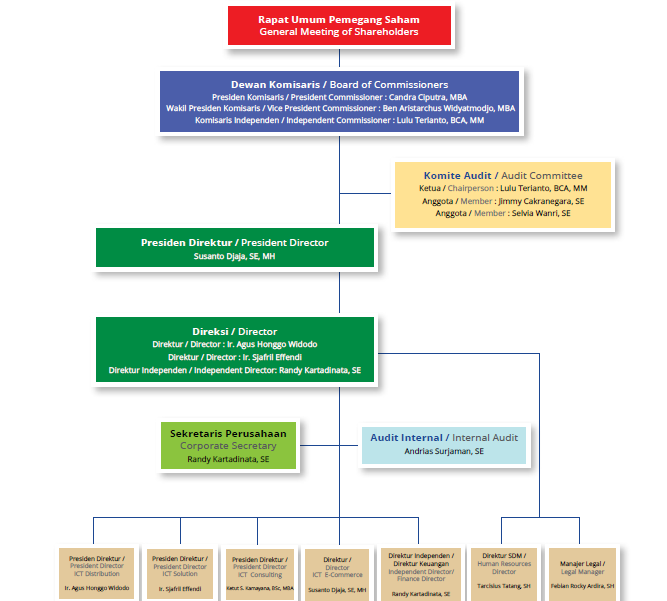 Rapat Umum Pemegang Saham
General Meeting of Shareholders
Dewan Komisaris / Board of Commissioners
Presiden Komisaris / President Commissioner : Candra Ciputra, MBA
Wakil Presiden Komisaris / Vice President Commissioner : Ben Aristarchus Widyatmodjo, MBA
Komisaris Independen / Independent Commissioner : Lulu Terianto, BCA, MM
Komite Audit / Audit Committee
Ketua / Chairperson : Lulu Terianto, BCA, MM
Anggota / Member : Jimmy Cakranegara, SE
Anggota / Member : Selvia Wanri, SE
Presiden Direktur / President Director
Susanto Djaja, SE, MH
Direksi / Director
Direktur / Director : Ir. Agus Honggo Widodo
Direktur / Director : Ir. Sjafril Effendi
Direktur Independen / Independent Director: Randy Kartadinata, SE
Sekretaris Perusahaan
Corporate Secretary
Randy Kartadinata, SE
Audit Internal / Internal Audit
Andrias Surjaman, SE
Presiden Direktur /
President Director
ICT Distribution
Ir. Agus Honggo Widodo
Presiden Direktur /
President Director
ICT Solution
Ir. Sjafril Effendi
Presiden Direktur /
President Director
ICT Consulting
Ketut S. Kamayana, BSc, MBA
Direktur /
Director
ICT E-Commerce
Susanto Djaja, SE, MH
Direktur Independen /
Direktur Keuangan
Independent Director/
Finance Director
Randy Kartadinata, SE
Direktur SDM /
Human Resources
Director
Tarcisius Tatang, SH
Manajer Legal /
Legal Manager
Febian Rocky Ardira, SH